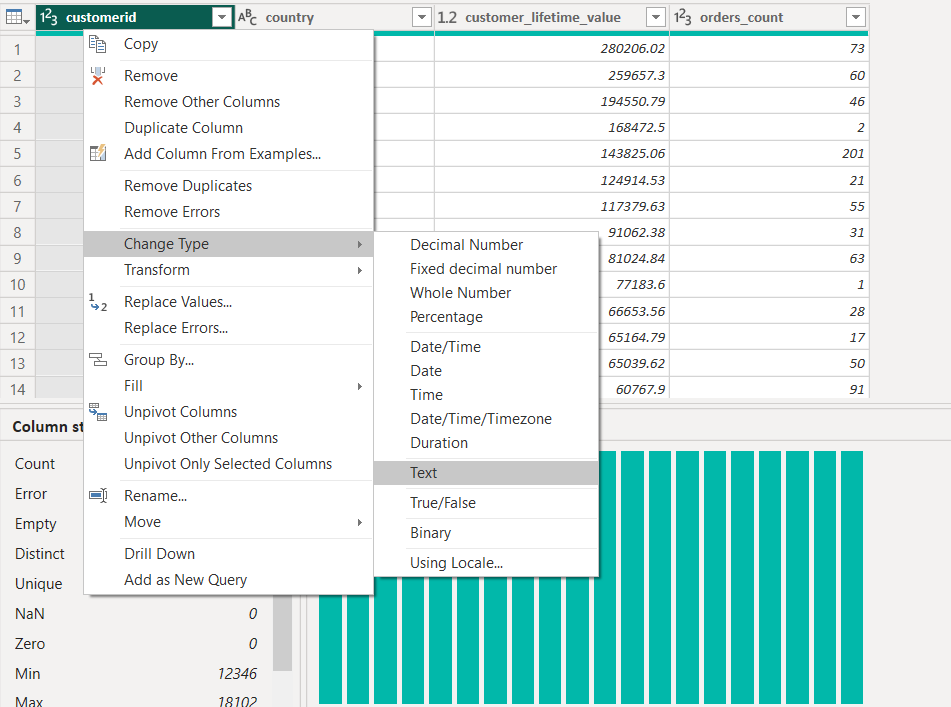 1²3 customerid ABC country 1.2 customer_lifetime_value 1²3 orders_count
1 280206.02 73
2 259657.3 60
3 194550.79 46
4 168472.5 2
5 143825.06 201
6 124914.53 21
7 117379.63 55
8 91062.38 31
9 81024.84 63
10 77183.6 1
11 66653.56 28
12 65164.79 17
13 65039.62 50
14 60767.9 91
Copy
Remove
Remove Other Columns
Duplicate Column
Add Column From Examples...
Remove Duplicates
Remove Errors
Change Type
Transform
1 2 Replace Values...
Replace Errors...
Group By...
Fill
Unpivot Columns
Unpivot Other Columns
Unpivot Only Selected Columns
Rename...
Move
Drill Down
Add as New Query
Decimal Number
Fixed decimal number
Whole Number
Percentage
Date/Time
Date
Time
Date/Time/Timezone
Duration
Text
True/False
Binary
Using Locale...
Column st
Count
Error
Empty
Distinct
Unique
NaN 0
Zero 0
Min 12346
Max 18102